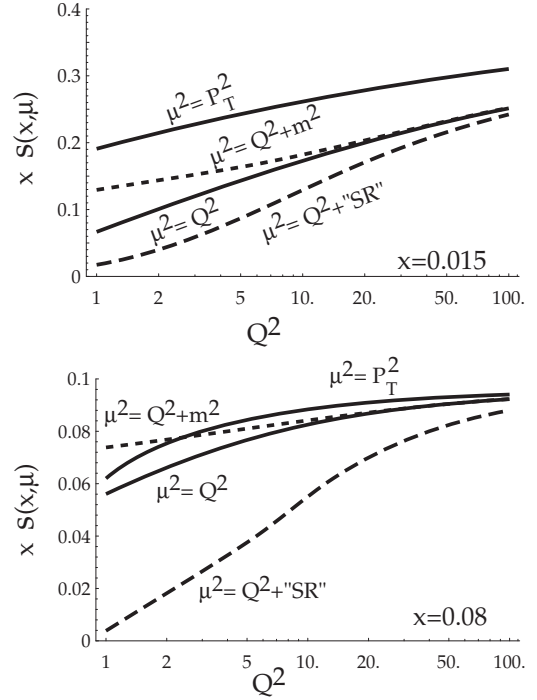 0.4
0.3
0.2
0.1
0
x S(x,μ)
μ²= P_T²
μ²= Q²+m²
μ²= Q²
μ²= Q²+"SR"
x=0.015
1 2 5 10. 20. 50. 100.
Q²
0.1
0.08
0.06
0.04
0.02
0
x S(x,μ)
μ²= P_T²
μ²= Q²+m²
μ²= Q²
μ²= Q²+"SR"
x=0.08
1 2 5 10. 20. 50. 100.
Q²